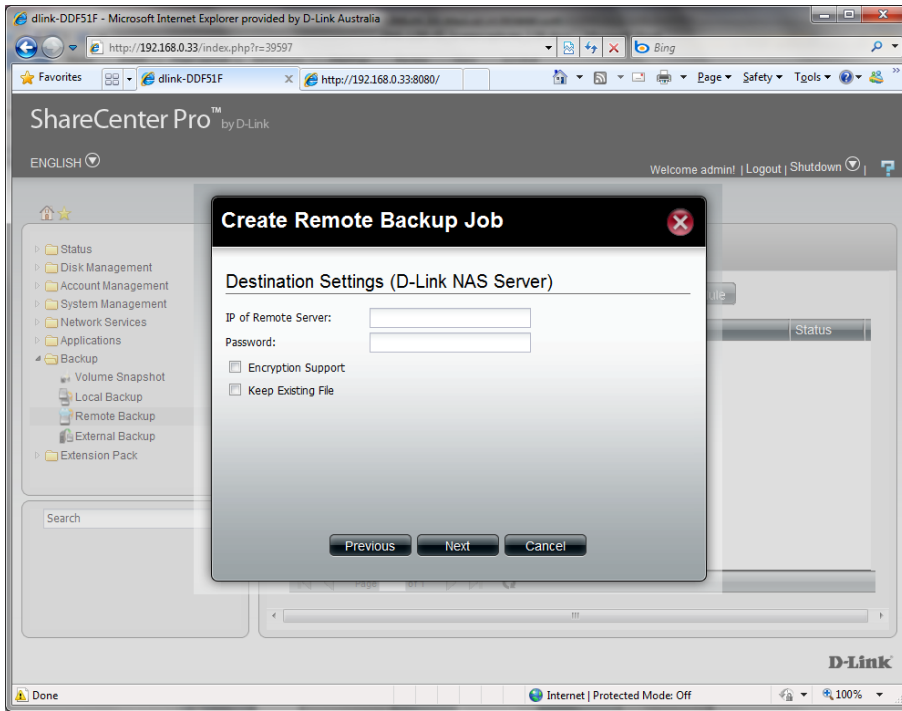 dlink-DDF51F - Microsoft Internet Explorer provided by D-Link Australia
http://192.168.0.33/index.php?r=39597
Bing
Favorites
dlink-DDF51F
http://192.168.0.33:8080/
Page
Safety
Tools
ShareCenter Pro™ by D-Link
ENGLISH
Welcome admin! | Logout | Shutdown |
Create Remote Backup Job
Status
Disk Management
Account Management
System Management
Network Services
Applications
Backup
Volume Snapshot
Local Backup
Remote Backup
External Backup
Extension Pack
Search
Destination Settings (D-Link NAS Server)
IP of Remote Server:
Password:
Encryption Support
Keep Existing File
Previous
Next
Cancel
Status
Page
of 1
D-Link
Done
Internet | Protected Mode: Off
100%